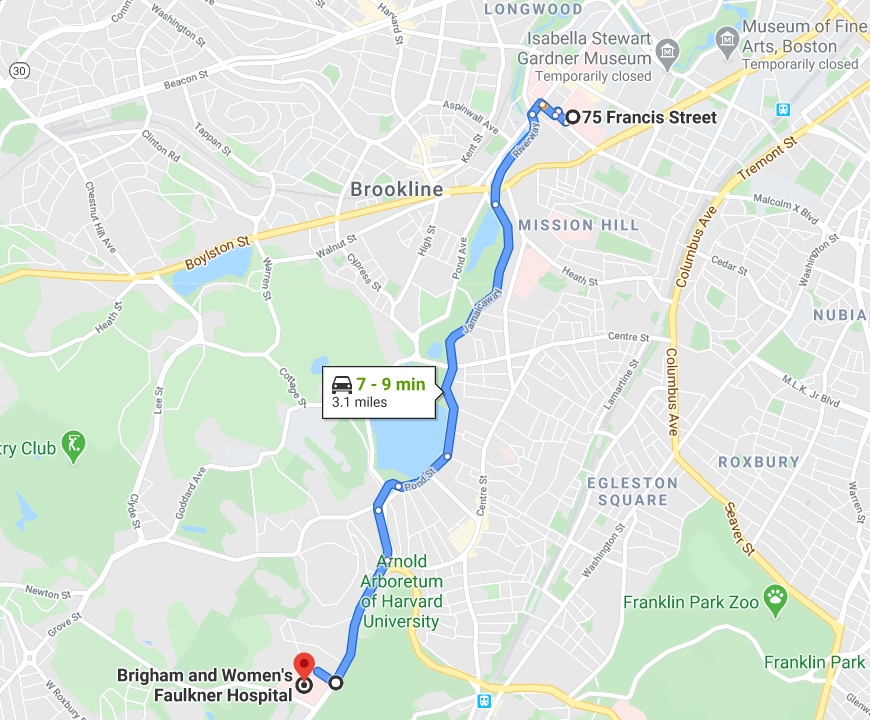 LONGWOOD
Harvard St
Washington St
Isabella Stewart
Gardner Museum
Temporarily closed
Museum of Fine
Arts, Boston
Temporarily closed
30
Beacon St
Aspinwall Ave
75 Francis Street
Tappan St
Clinton Rd
Kent St
Riverway
Tremont St
Brookline
Chestnut Hill Ave
MISSION HILL
Malcolm X Blvd
Columbus Ave
Washington St
High St
Pond Ave
Boylston St
Walnut St
Cypress St
Warren St
Cedar St
Heath St
Heath St
Jamaicaway
NUBIA
Centre St
Cottage St
Lamartine St
Columbus Ave
7 - 9 min
3.1 miles
M.L.K. Jr Blvd
Lee St
try Club
ROXBURY
Goddard Ave
Pond St
Centre St
EGLESTON
SQUARE
Clyde St
Warren St
Seaver St
Washington St
Arnold
Arboretum
of Harvard
University
Newton St
Grove St
Franklin Park Zoo
Franklin Park
Brigham and Women's
Faulkner Hospital
W Roxbury
Glenw